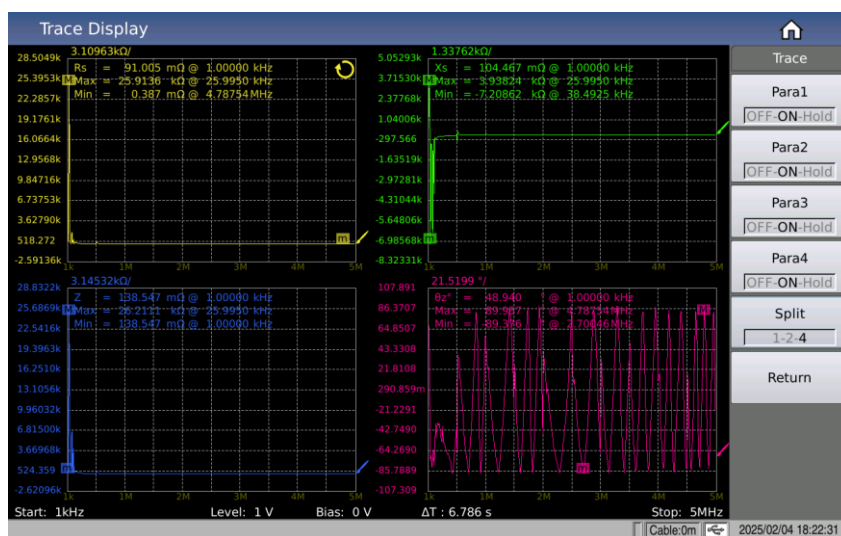 Trace Display
3.10963kΩ/
28.5049k
25.3953k
22.2857k
19.1761k
16.0664k
12.9568k
9.84716k
6.73753k
3.62790k
518.272
-2.59136k
Rs = 91.005 mΩ@ 1.00000 kHz
M Max = 25.9136 kΩ@ 25.9950 kHz
Min = 0.387 mΩ@ 4.78754MHz
m
1k 1M 2M 3M 4M 5M
1.33762kΩ/
5.05293k
3.71530k
2.37768k
1.04006k
-297.566
-1.63519k
-2.97281k
-4.31044k
-5.64806k
-6.98568k
-8.32331k
Xs = 104.467 mΩ@ 1.00000 kHz
M Max = 3.93824 kΩ@ 25.9950 kHz
Min =-7.20862 kΩ@ 38.4925 kHz
m
1k 1M 2M 3M 4M 5M
3.14532kΩ/
28.8322k
25.6869k
22.5416k
19.3963k
16.2510k
13.1056k
9.96032k
6.81500k
3.66968k
524.359
-2.62096k
Z = 138.547 mΩ@ 1.00000 kHz
M Max = 26.2111 kΩ@ 25.9950 kHz
Min = 138.547 mΩ@ 1.00000 kHz
m
1k 1M 2M 3M 4M 5M
21.5199 °/
107.891
86.3707
64.8507
43.3308
21.8108
290.859m
-21.2291
-42.7490
-64.2690
-85.7889
-107.309
θz° = 48.940 °@ 1.00000 kHz
Max = 89.937 °@ 4.78754MHz
Min =-89.376 °@ 2.70046MHz
M
m
1k 1M 2M 3M 4M 5M
Start: 1kHz Level: 1 V Bias: 0 V ΔT : 6.786 s Stop: 5MHz
Trace
Para1
OFF-ON-Hold
Para2
OFF-ON-Hold
Para3
OFF-ON-Hold
Para4
OFF-ON-Hold
Split
1-2-4
Return
Cable:0m 2025/02/04 18:22:31